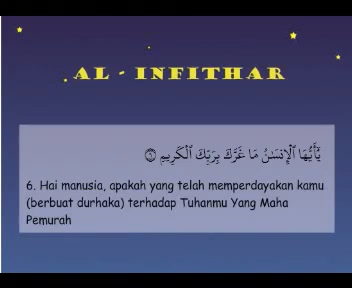 AL - INFITHAR
يَٰٓأَيُّهَا ٱلْإِنسَٰنُ مَا غَرَّكَ بِرَبِّكَ ٱلْكَرِيمِ ٦
6. Hai manusia, apakah yang telah memperdayakan kamu
(berbuat durhaka) terhadap Tuhanmu Yang Maha
Pemurah